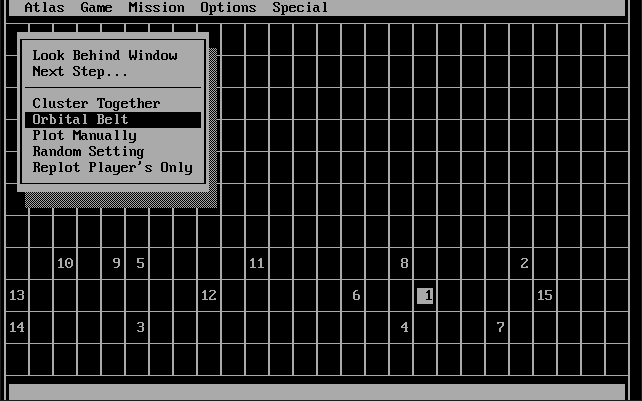 Atlas Game Mission Options Special
Look Behind Window
Next Step...
Cluster Together
Orbital Belt
Plot Manually
Random Setting
Replot Player's Only
10 9 5 11 8 2
13 12 6 1 15
14 3 4 7